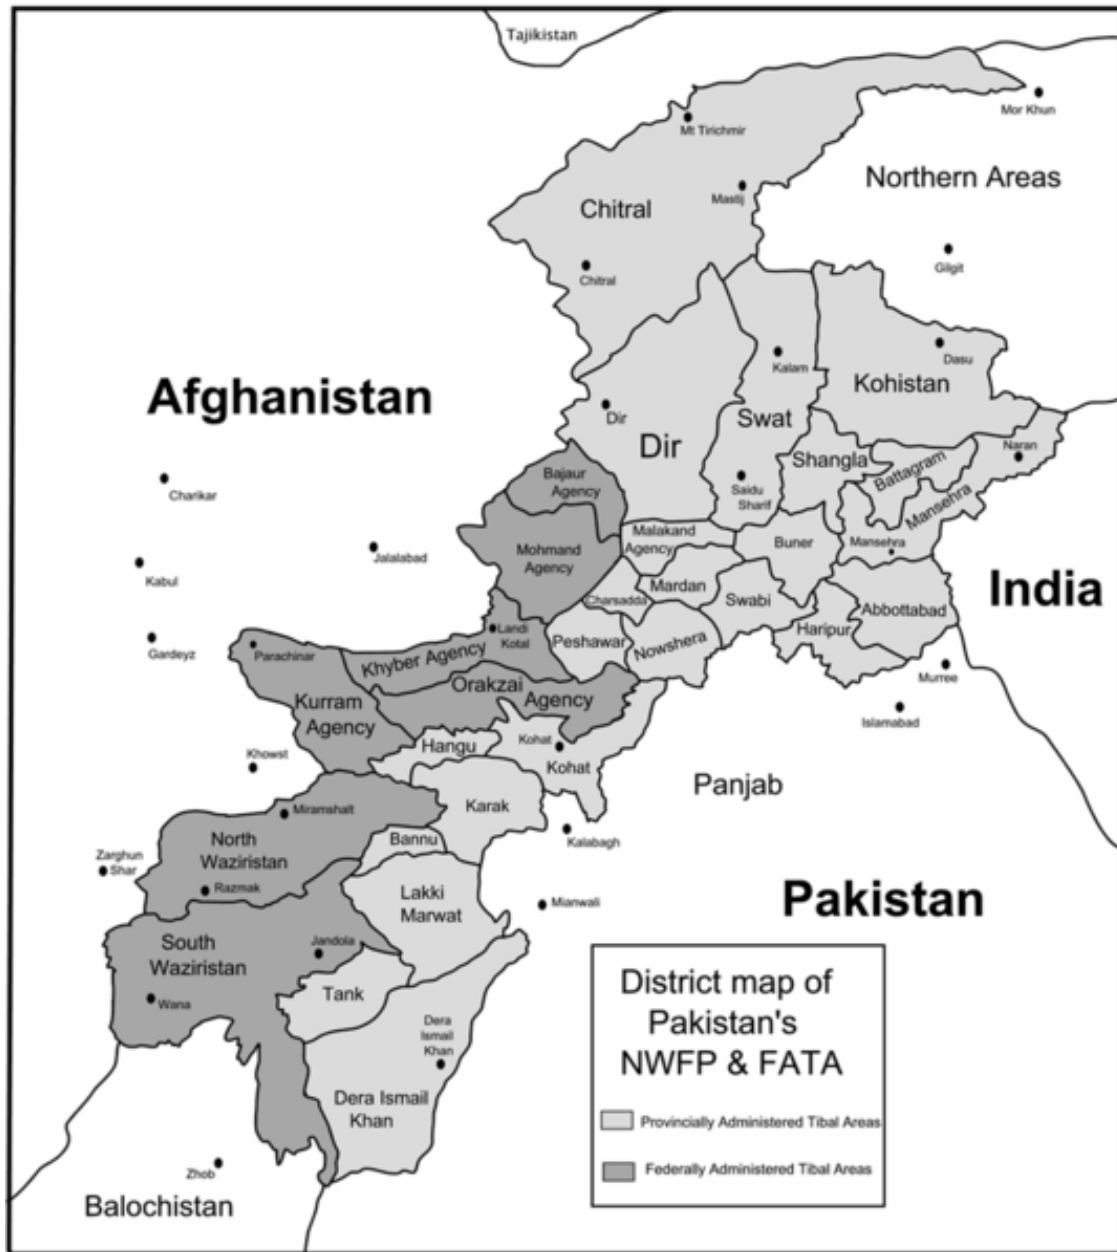 Tajikistan
Mor Khun
Mt Tirichmir
Northern Areas
Mastij
Chitral
Gilgit
Chitral
Dasu
Kalam
Kohistan
Afghanistan
Dir
Swat
Dir
Naran
Shangla
Battagram
Bajaur
Agency
Saidu
Sharif
Mansehra
Charikar
Malakand
Agency
Buner
Mansehra
Mohmand
Agency
Jalalabad
Kabul
Mardan
India
Charsadda
Swabi
Abbottabad
Landi
Kotal
Haripur
Gardeyz
Parachinar
Peshawar
Nowshera
Khyber Agency
Murree
Orakzai
Agency
Kurram
Agency
Islamabad
Hangu
Kohat
Khowst
Kohat
Panjab
Miramshalt
Karak
North
Waziristan
Bannu
Kalabagh
Zarghun
Shar
Razmak
Lakki
Marwat
Mianwali
Pakistan
South
Waziristan
Jandola
Wana
Tank
Dera
Ismail
Khan
Dera Ismail
Khan
Zhob
Balochistan
District map of
Pakistan's
NWFP & FATA
Provincially Administered Tibal Areas
Federally Administered Tibal Areas